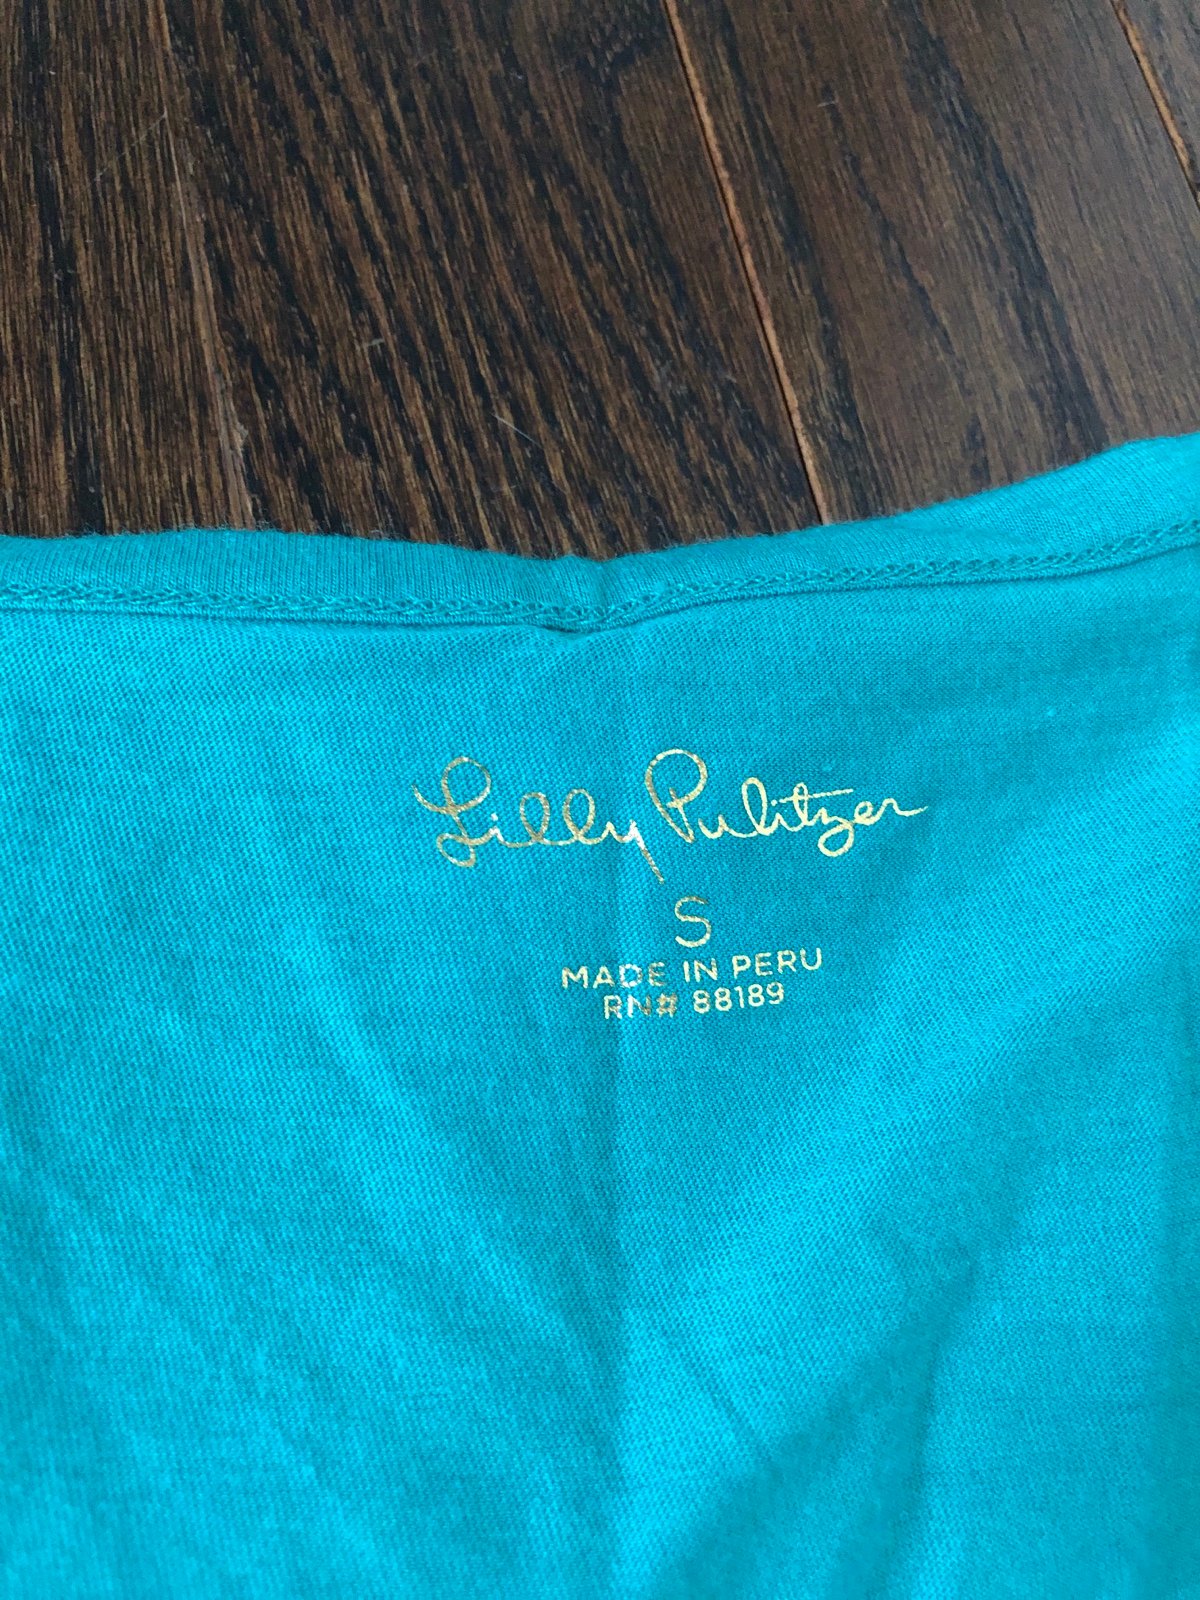 Lilly Pulitzer
S
MADE IN PERU
RN# 88189